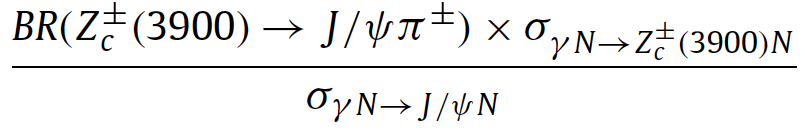 BR(Z_c^±(3900) → J/ψπ^±) × σ_{γN→Z_c^±(3900)N}
σ_{γN→J/ψN}